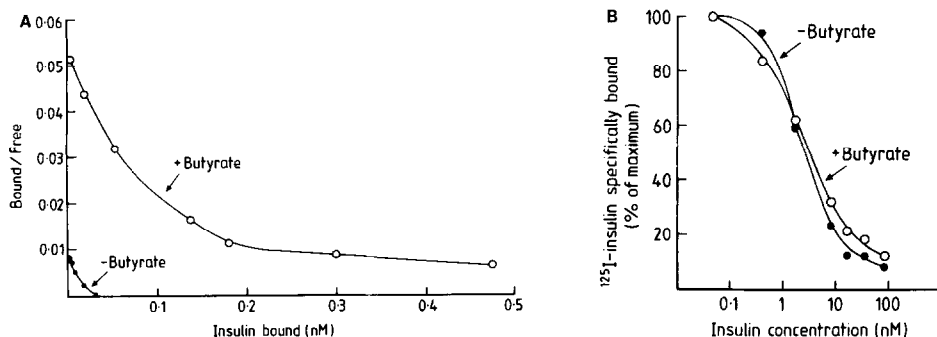 A
0·06
0·05
0·04
0·03
0·02
0·01
Bound/Free
+Butyrate
-Butyrate
0·1
0·2
0·3
0·4
0·5
Insulin bound (nM)
B
100
80
60
40
20
¹²⁵I-insulin specifically bound
(% of maximum)
-Butyrate
+Butyrate
0·1
1
10
100
Insulin concentration (nM)